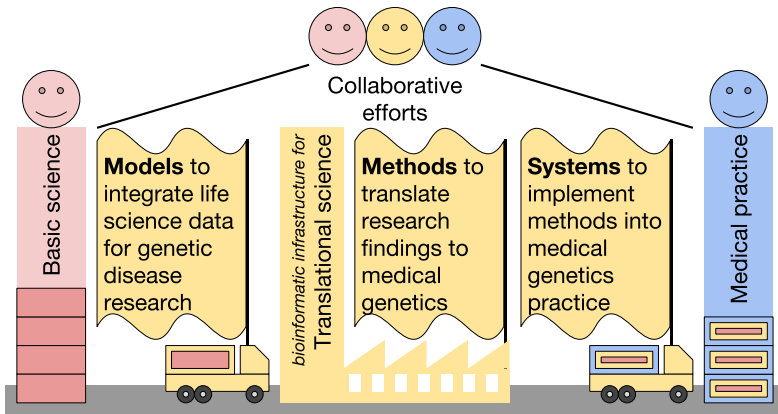 Collaborative
efforts
Basic science
Models to
integrate life
science data
for genetic
disease
research
bioinformatic infrastructure for
Translational science
Methods to
translate
research
findings to
medical
genetics
Systems to
implement
methods into
medical
genetics
practice
Medical practice